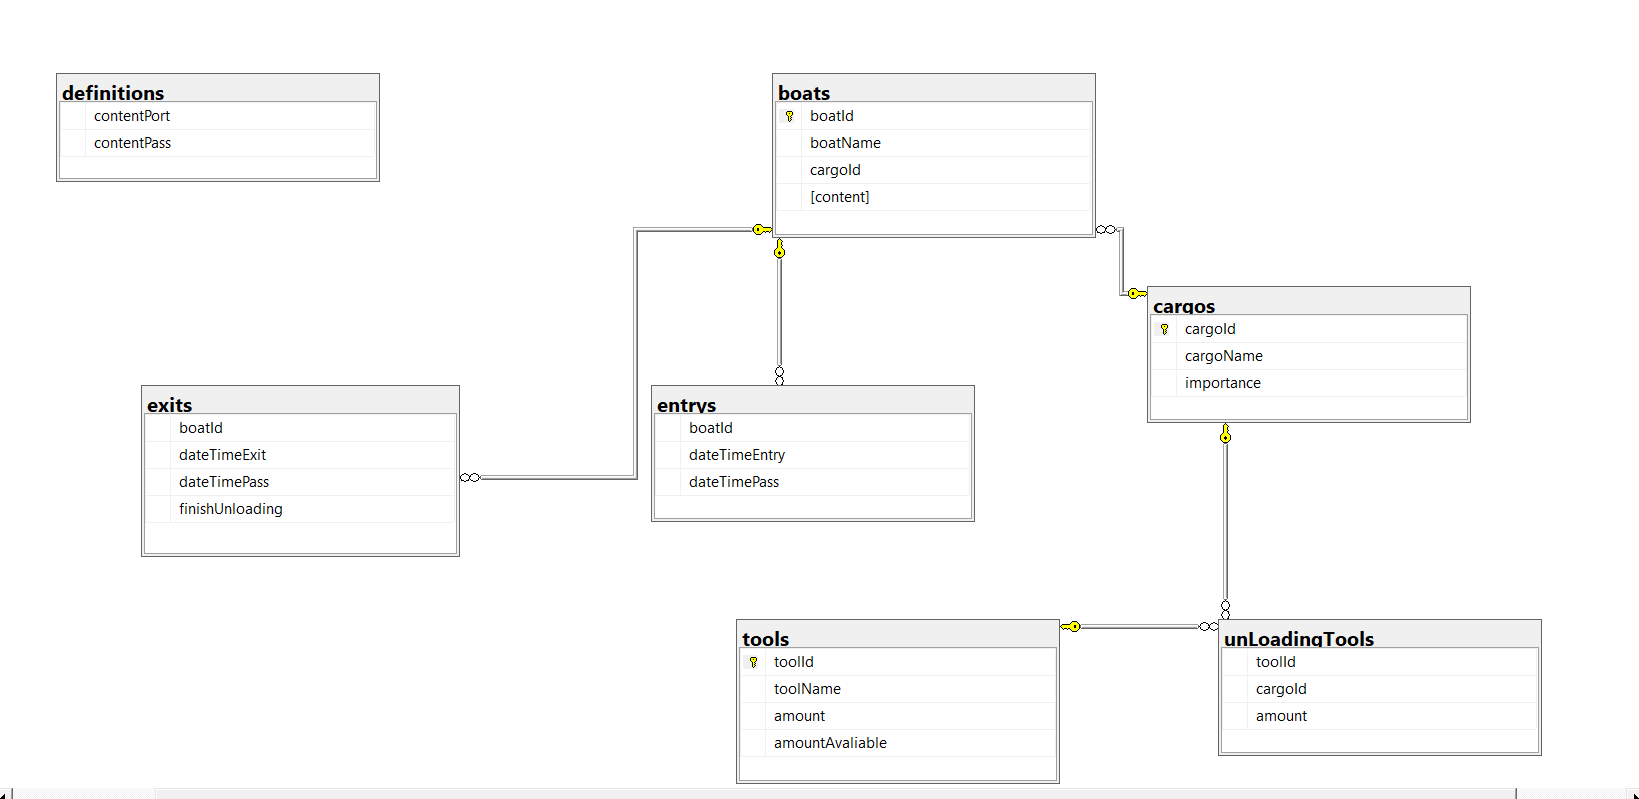 definitions
contentPort
contentPass
boats
boatId
boatName
cargoId
[content]
cargos
cargoId
cargoName
importance
exits
boatId
dateTimeExit
dateTimePass
finishUnloading
entrys
boatId
dateTimeEntry
dateTimePass
tools
toolId
toolName
amount
amountAvaliable
unLoadingTools
toolId
cargoId
amount